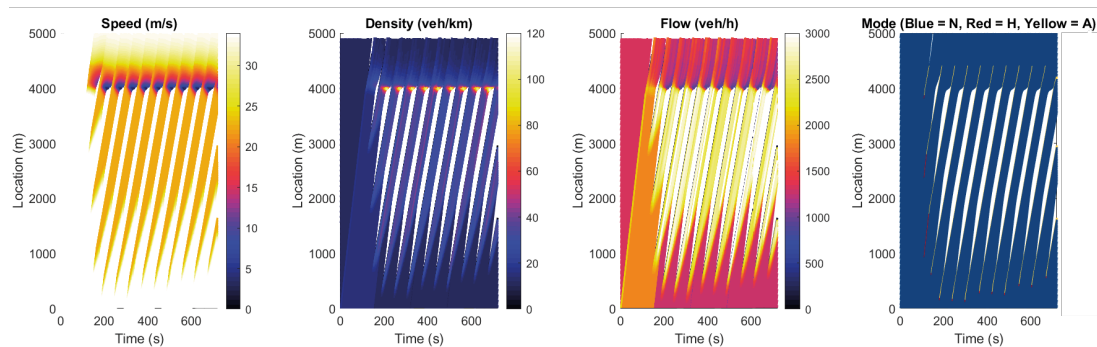 Speed (m/s)
5000
4000
3000
2000
1000
0
Location (m)
0 200 400 600
Time (s)
30
25
20
15
10
5
0
Density (veh/km)
5000
4000
3000
2000
1000
0
Location (m)
0 200 400 600
Time (s)
120
100
80
60
40
20
0
Flow (veh/h)
5000
4000
3000
2000
1000
0
Location (m)
0 200 400 600
Time (s)
3000
2500
2000
1500
1000
500
0
Mode (Blue = N, Red = H, Yellow = A)
5000
4000
3000
2000
1000
0
Location (m)
0 200 400 600
Time (s)